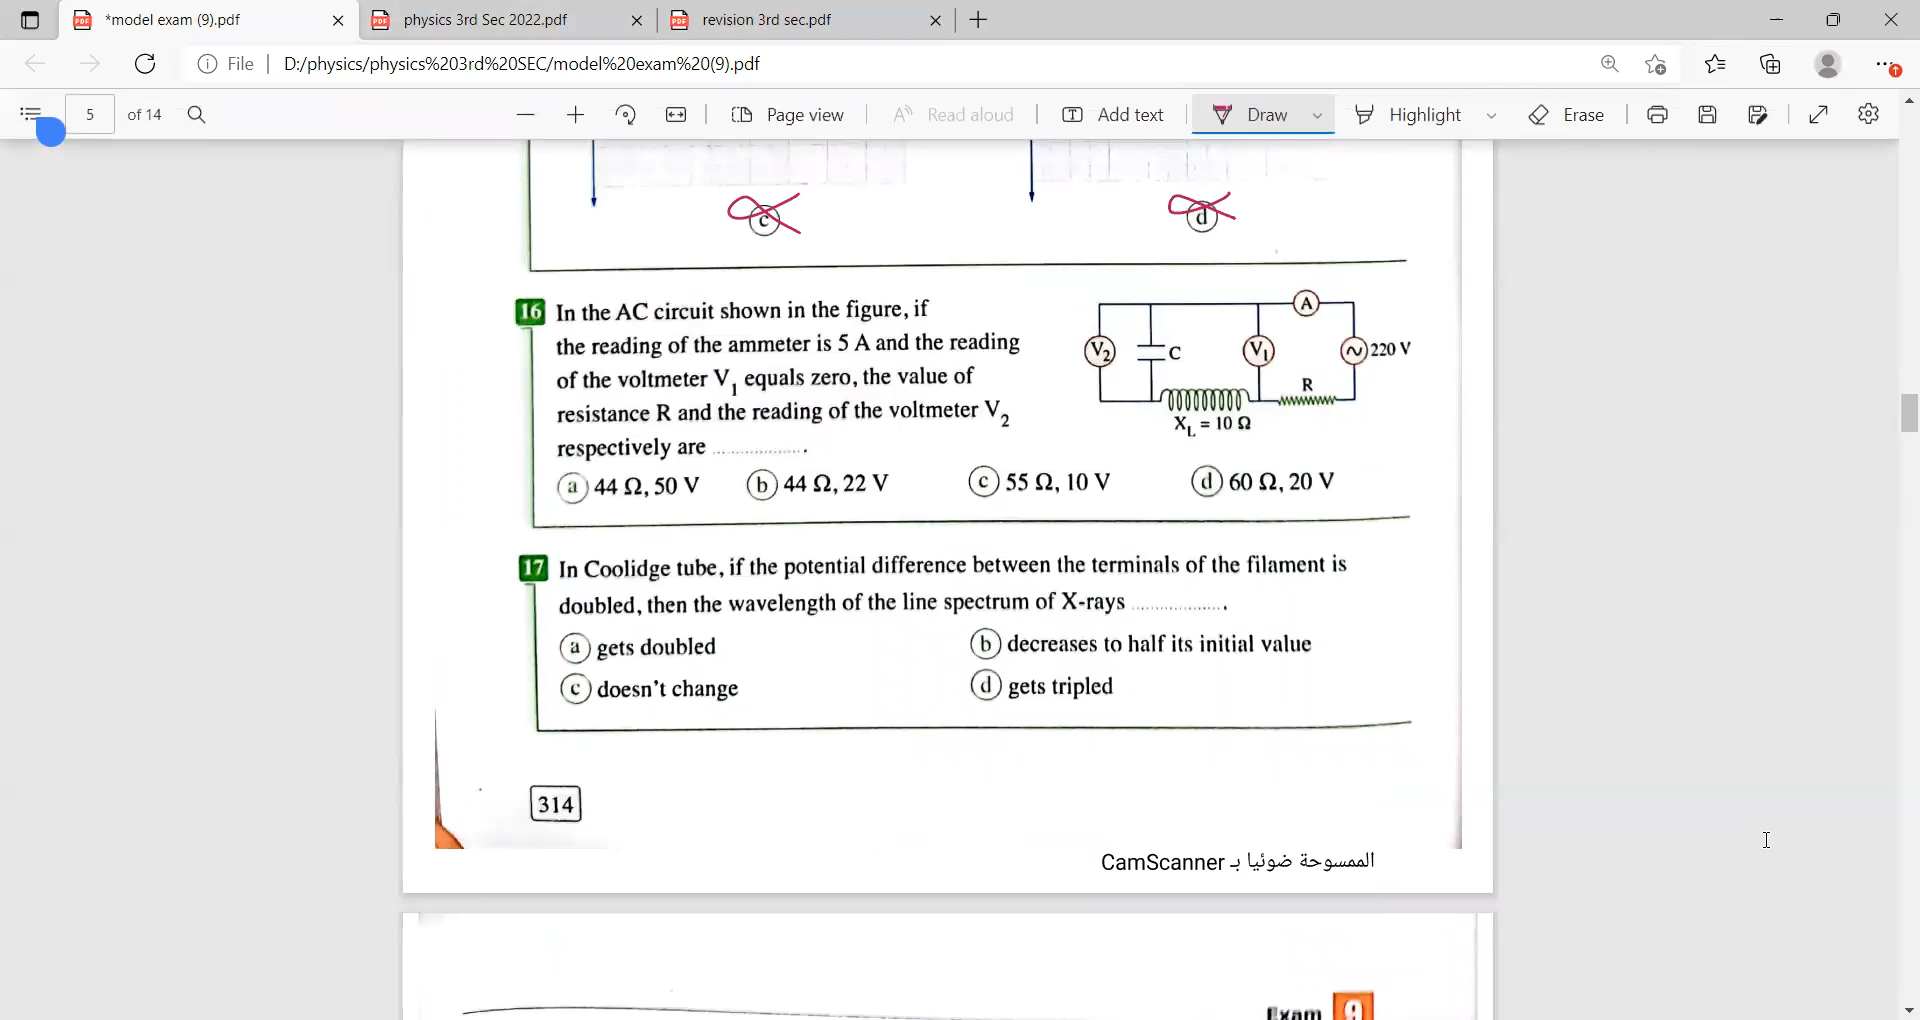 *model exam (9).pdf
physics 3rd Sec 2022.pdf
revision 3rd sec.pdf
File
D:/physics/physics%203rd%20SEC/model%20exam%20(9).pdf
5 of 14
Page view
Read aloud
Add text
Draw
Highlight
Erase
c
d
16 In the AC circuit shown in the figure, if
the reading of the ammeter is 5 A and the reading
of the voltmeter V1 equals zero, the value of
resistance R and the reading of the voltmeter V2
respectively are ....................
A
V2
C
V1
220 V
R
XL = 10 Ω
a 44 Ω, 50 V
b 44 Ω, 22 V
c 55 Ω, 10 V
d 60 Ω, 20 V
17 In Coolidge tube, if the potential difference between the terminals of the filament is
doubled, then the wavelength of the line spectrum of X-rays ....................
a gets doubled
b decreases to half its initial value
c doesn't change
d gets tripled
314
الممسوحة ضوئيا بـ CamScanner
Exam 9